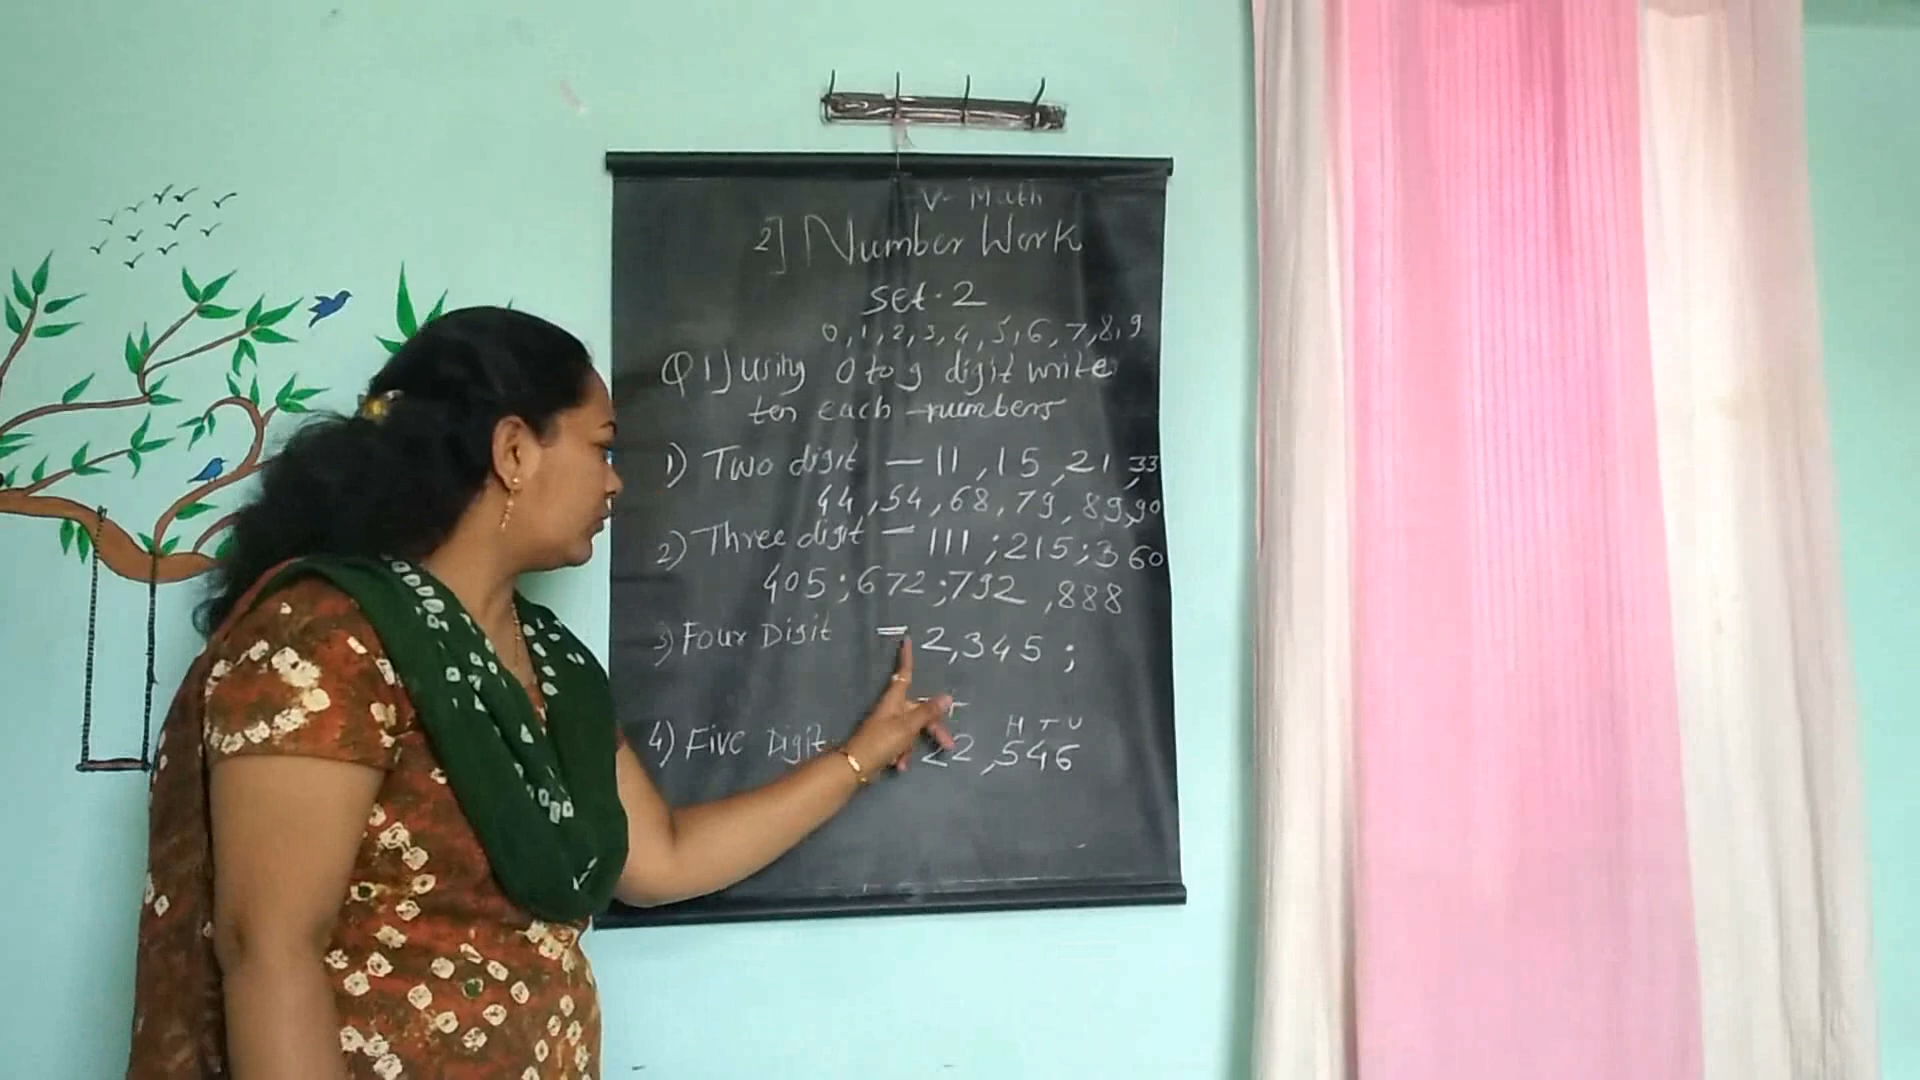 V- Math
2] Number Work
Set. 2
0, 1, 2, 3, 4, 5, 6, 7, 8, 9
Q 1) Using 0 to 9 digit write
ten each numbers
1) Two digit — 11, 15, 21, 33
44, 54, 68, 79, 89, 90
2) Three digit — 111 ; 215 ; 360
405 ; 672 ; 792 , 888
3) Four Digit = 2,345 ;
H T U
4) Five Digit 22,546